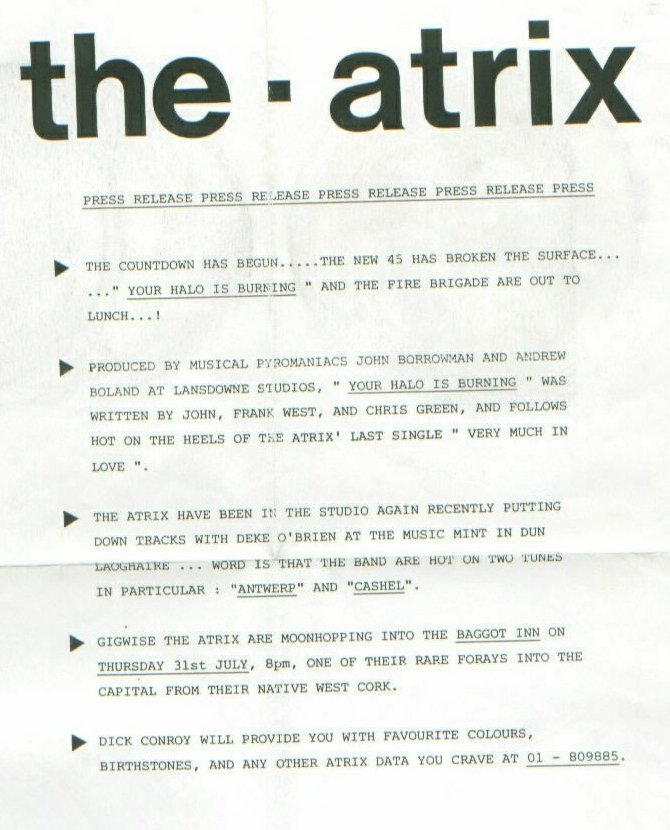 the · atrix
PRESS RELEASE PRESS RELEASE PRESS RELEASE PRESS RELEASE PRESS
THE COUNTDOWN HAS BEGUN.....THE NEW 45 HAS BROKEN THE SURFACE...
..." YOUR HALO IS BURNING " AND THE FIRE BRIGADE ARE OUT TO
LUNCH...!
PRODUCED BY MUSICAL PYROMANIACS JOHN BORROWMAN AND ANDREW
BOLAND AT LANSDOWNE STUDIOS, " YOUR HALO IS BURNING " WAS
WRITTEN BY JOHN, FRANK WEST, AND CHRIS GREEN, AND FOLLOWS
HOT ON THE HEELS OF THE ATRIX' LAST SINGLE " VERY MUCH IN
LOVE ".
THE ATRIX HAVE BEEN IN THE STUDIO AGAIN RECENTLY PUTTING
DOWN TRACKS WITH DEKE O'BRIEN AT THE MUSIC MINT IN DUN
LAOGHAIRE ... WORD IS THAT THE BAND ARE HOT ON TWO TUNES
IN PARTICULAR : "ANTWERP" AND "CASHEL".
GIGWISE THE ATRIX ARE MOONHOPPING INTO THE BAGGOT INN ON
THURSDAY 31st JULY, 8pm, ONE OF THEIR RARE FORAYS INTO THE
CAPITAL FROM THEIR NATIVE WEST CORK.
DICK CONROY WILL PROVIDE YOU WITH FAVOURITE COLOURS,
BIRTHSTONES, AND ANY OTHER ATRIX DATA YOU CRAVE AT 01 - 809885.